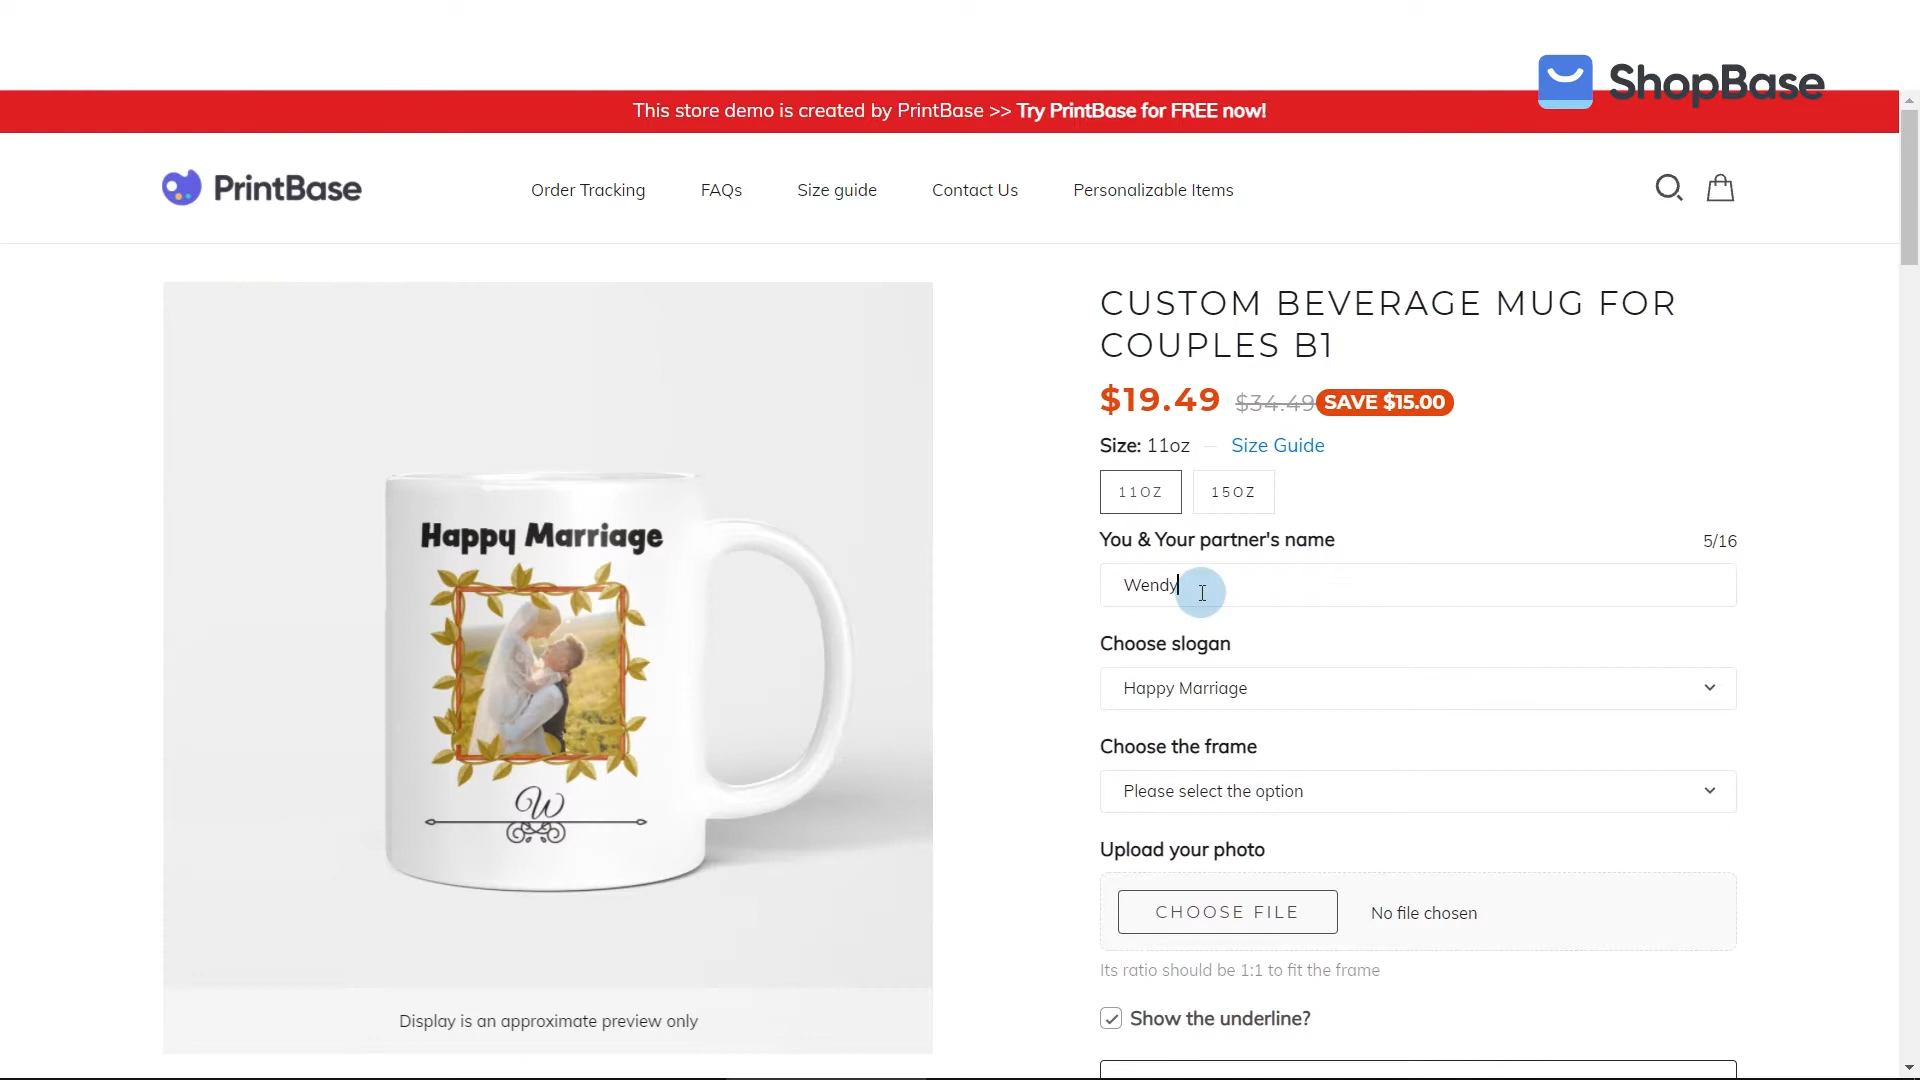 ShopBase
This store demo is created by PrintBase >> Try PrintBase for FREE now!
PrintBase
Order Tracking FAQs Size guide Contact Us Personalizable Items
CUSTOM BEVERAGE MUG FOR
COUPLES B1
$19.49 $34.49 SAVE $15.00
Size: 11oz — Size Guide
11OZ 15OZ
You & Your partner's name 5/16
Wendy
Choose slogan
Happy Marriage
Choose the frame
Please select the option
Upload your photo
CHOOSE FILE No file chosen
Its ratio should be 1:1 to fit the frame
Show the underline?
Happy Marriage
W
Display is an approximate preview only